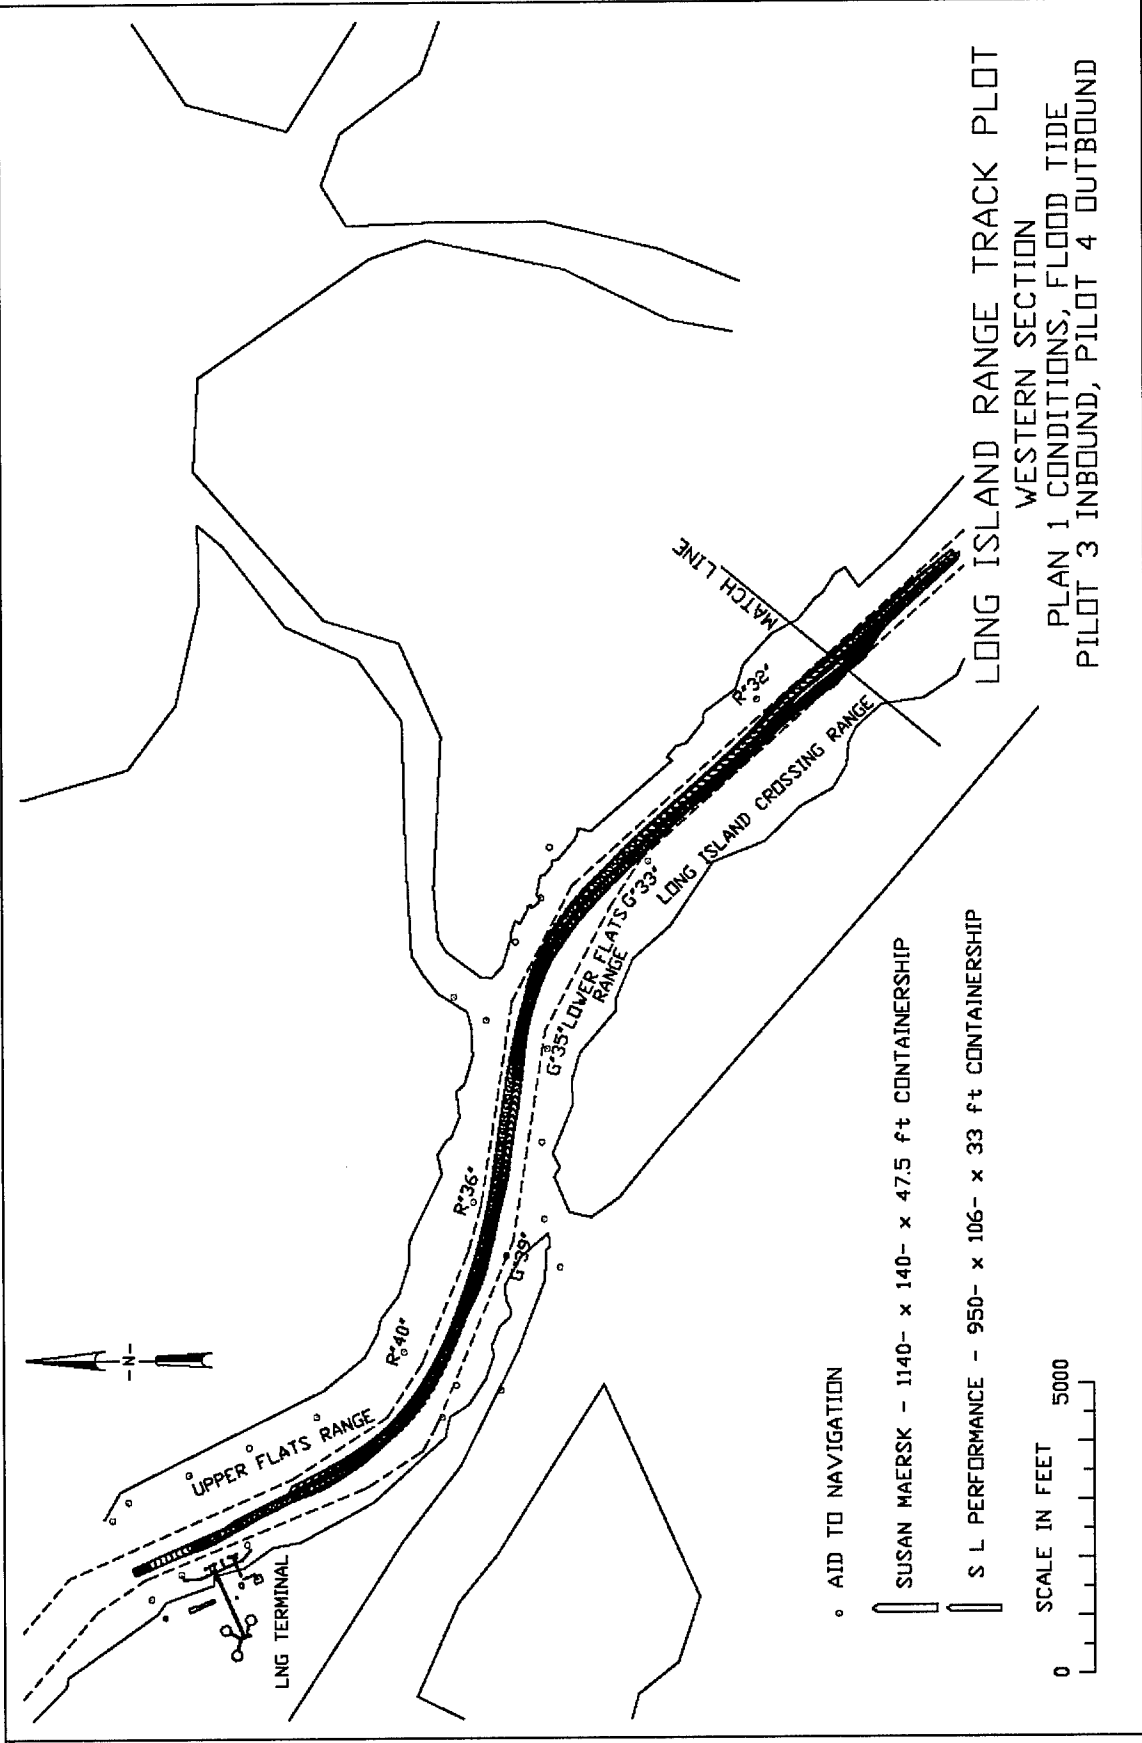 LONG ISLAND RANGE TRACK PLOT
WESTERN SECTION
PLAN 1 CONDITIONS, FLOOD TIDE
PILOT 3 INBOUND, PILOT 4 OUTBOUND
MATCH LINE
R"32"
LONG ISLAND CROSSING RANGE
G"33"
LOWER FLATS
RANGE
G"35"
R"36"
G"39"
R"40"
UPPER FLATS RANGE
LNG TERMINAL
-N-
AID TO NAVIGATION
SUSAN MAERSK - 1140- x 140- x 47.5 ft CONTAINERSHIP
S L PERFORMANCE - 950- x 106- x 33 ft CONTAINERSHIP
SCALE IN FEET
0 5000